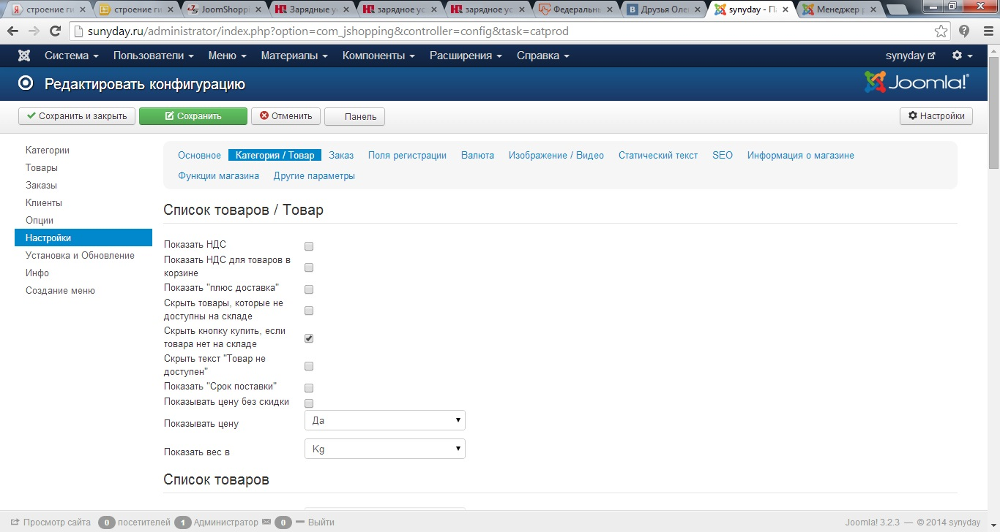 строение ги
строение ги
JoomShoppi
Зарядные у
зарядное ус
зарядное ус
Федеральн
Друзья Оле
synyday - П
Менеджер р
sunyday.ru/administrator/index.php?option=com_jshopping&controller=config&task=catprod
Система Пользователи Меню Материалы Компоненты Расширения Справка synyday
Редактировать конфигурацию Joomla!®
Сохранить и закрыть Сохранить Отменить Панель Настройки
Категории
Товары
Заказы
Клиенты
Опции
Настройки
Установка и Обновление
Инфо
Создание меню
Основное Категория / Товар Заказ Поля регистрации Валюта Изображение / Видео Статический текст SEO Информация о магазине
Функции магазина Другие параметры
Список товаров / Товар
Показать НДС
Показать НДС для товаров в
корзине
Показать "плюс доставка"
Скрыть товары, которые не
доступны на складе
Скрыть кнопку купить, если
товара нет на складе
Скрыть текст "Товар не
доступен"
Показать "Срок поставки"
Показывать цену без скидки
Показывать цену Да
Показать вес в Kg
Список товаров
Просмотр сайта 0 посетителей 1 Администратор 0 Выйти Joomla! 3.2.3 — © 2014 synyday